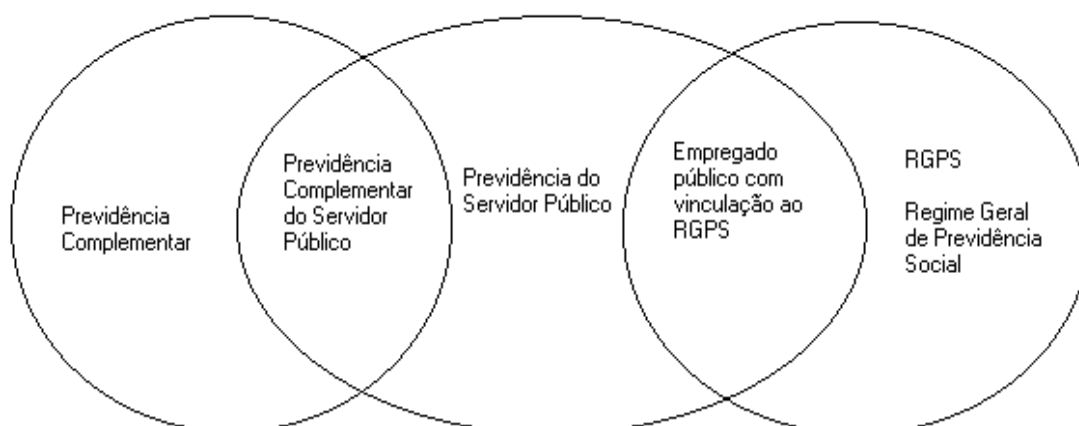 Previdência
Complementar
Previdência
Complementar
do Servidor
Público
Previdência do
Servidor Público
Empregado
público com
vinculação ao
RGPS
RGPS
Regime Geral
de Previdência
Social